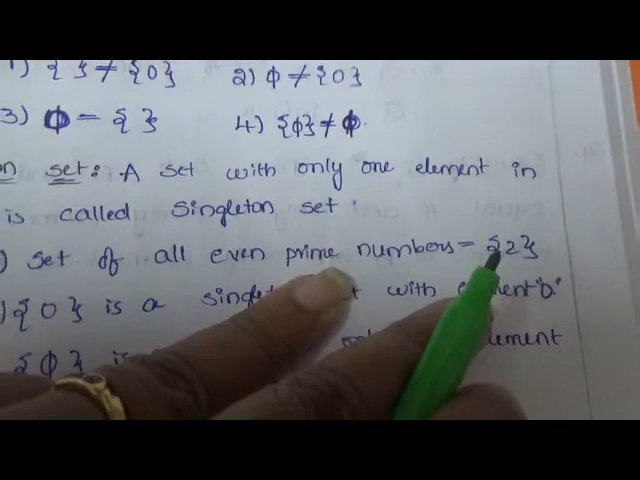 1) { } ≠ {0} 2) ϕ ≠ {0}
3) ϕ = { } 4) {ϕ} ≠ ϕ.
on set: A set with only one element in
is called singleton set.
) set of all even prime numbers = {2}
) {0} is a with "0".
{ϕ}